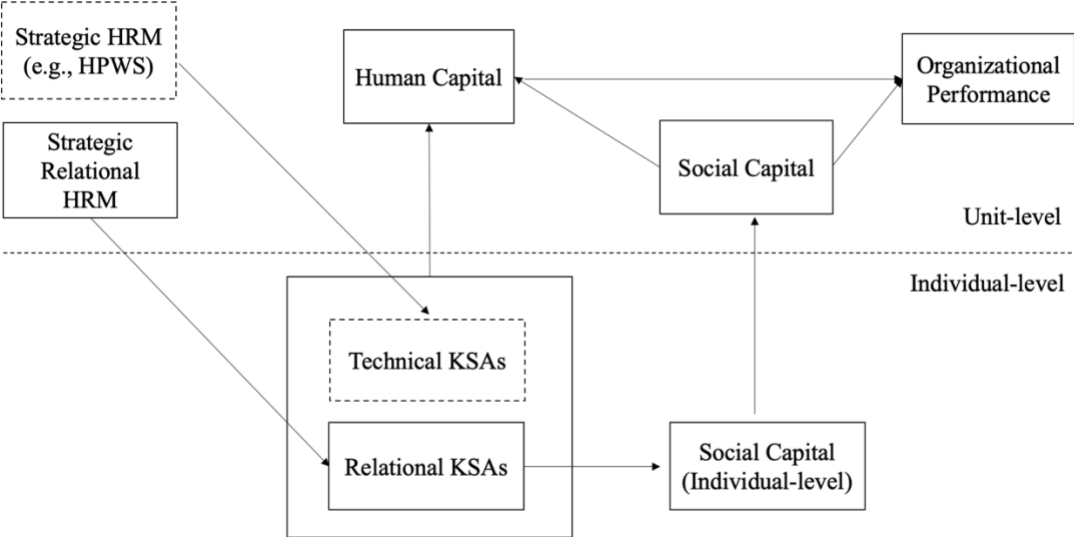 Strategic HRM
(e.g., HPWS)
Strategic
Relational
HRM
Human Capital
Organizational
Performance
Social Capital
Unit-level
Individual-level
Technical KSAs
Relational KSAs
Social Capital
(Individual-level)